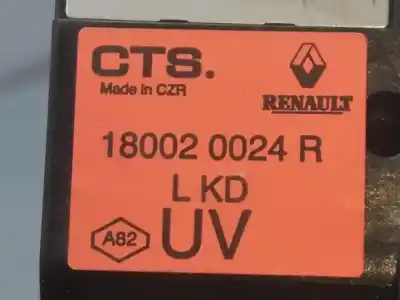 CTS.
Made in CZR
RENAULT
18002 0024 R
L KD
A82
UV